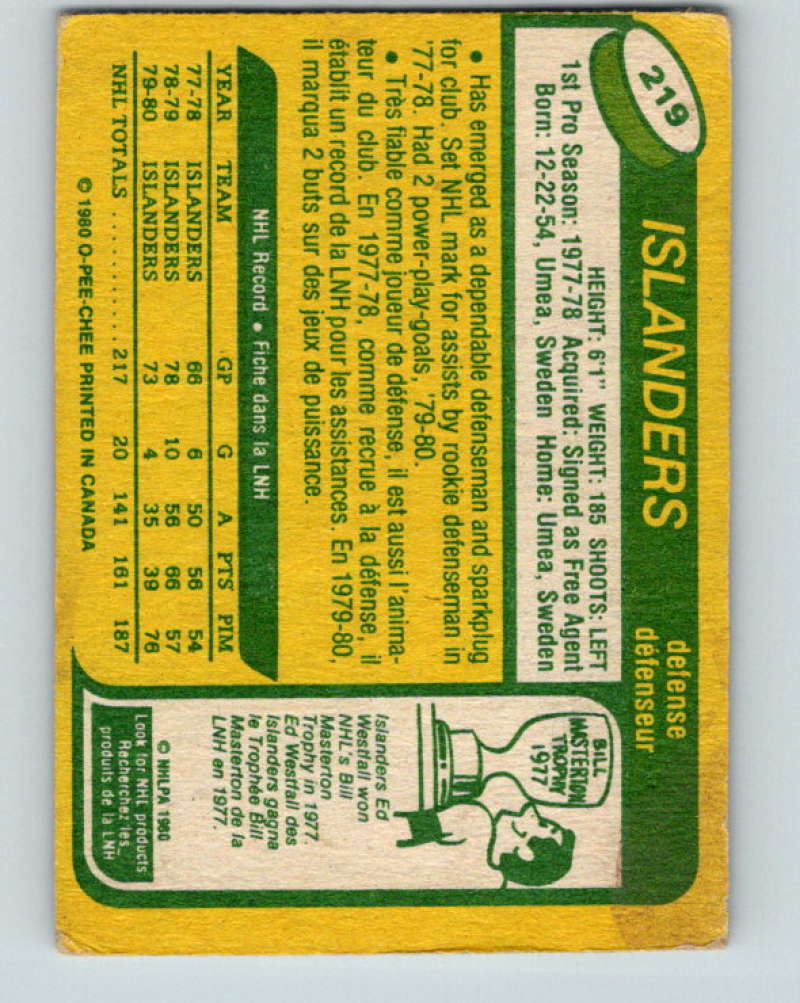 219
ISLANDERS
defense
défenseur
HEIGHT: 6'1" WEIGHT: 185 SHOOTS: LEFT
1st Pro Season: 1977-78 Acquired: Signed as Free Agent
Born: 12-22-54, Umea, Sweden Home: Umea, Sweden
• Has emerged as a dependable defenseman and sparkplug
for club. Set NHL mark for assists by rookie defenseman in
'77-78. Had 2 power-play-goals, '79-80.
• Très fiable comme joueur de défense, il est aussi l'anima-
teur du club. En 1977-78, comme recrue à la défense, il
établit un record de la LNH pour les assistances. En 1979-80,
il marqua 2 buts sur des jeux de puissance.
NHL Record • Fiche dans la LNH
YEAR TEAM GP G A PTS PIM
77-78 ISLANDERS 66 6 50 56 54
78-79 ISLANDERS 78 10 56 66 57
79-80 ISLANDERS 73 4 35 39 76
NHL TOTALS ............ 217 20 141 161 187
© 1980 O-PEE-CHEE PRINTED IN CANADA
BILL
MASTERTON
TROPHY
1977
Islanders Ed
Westfall won
NHL's Bill
Masterton
Trophy in 1977.
Ed Westfall des
Islanders gagna
le Trophée Bill
Masterton de la
LNH en 1977.
© NHLPA 1980
Look for NHL products
Recherchez les
produits de la LNH